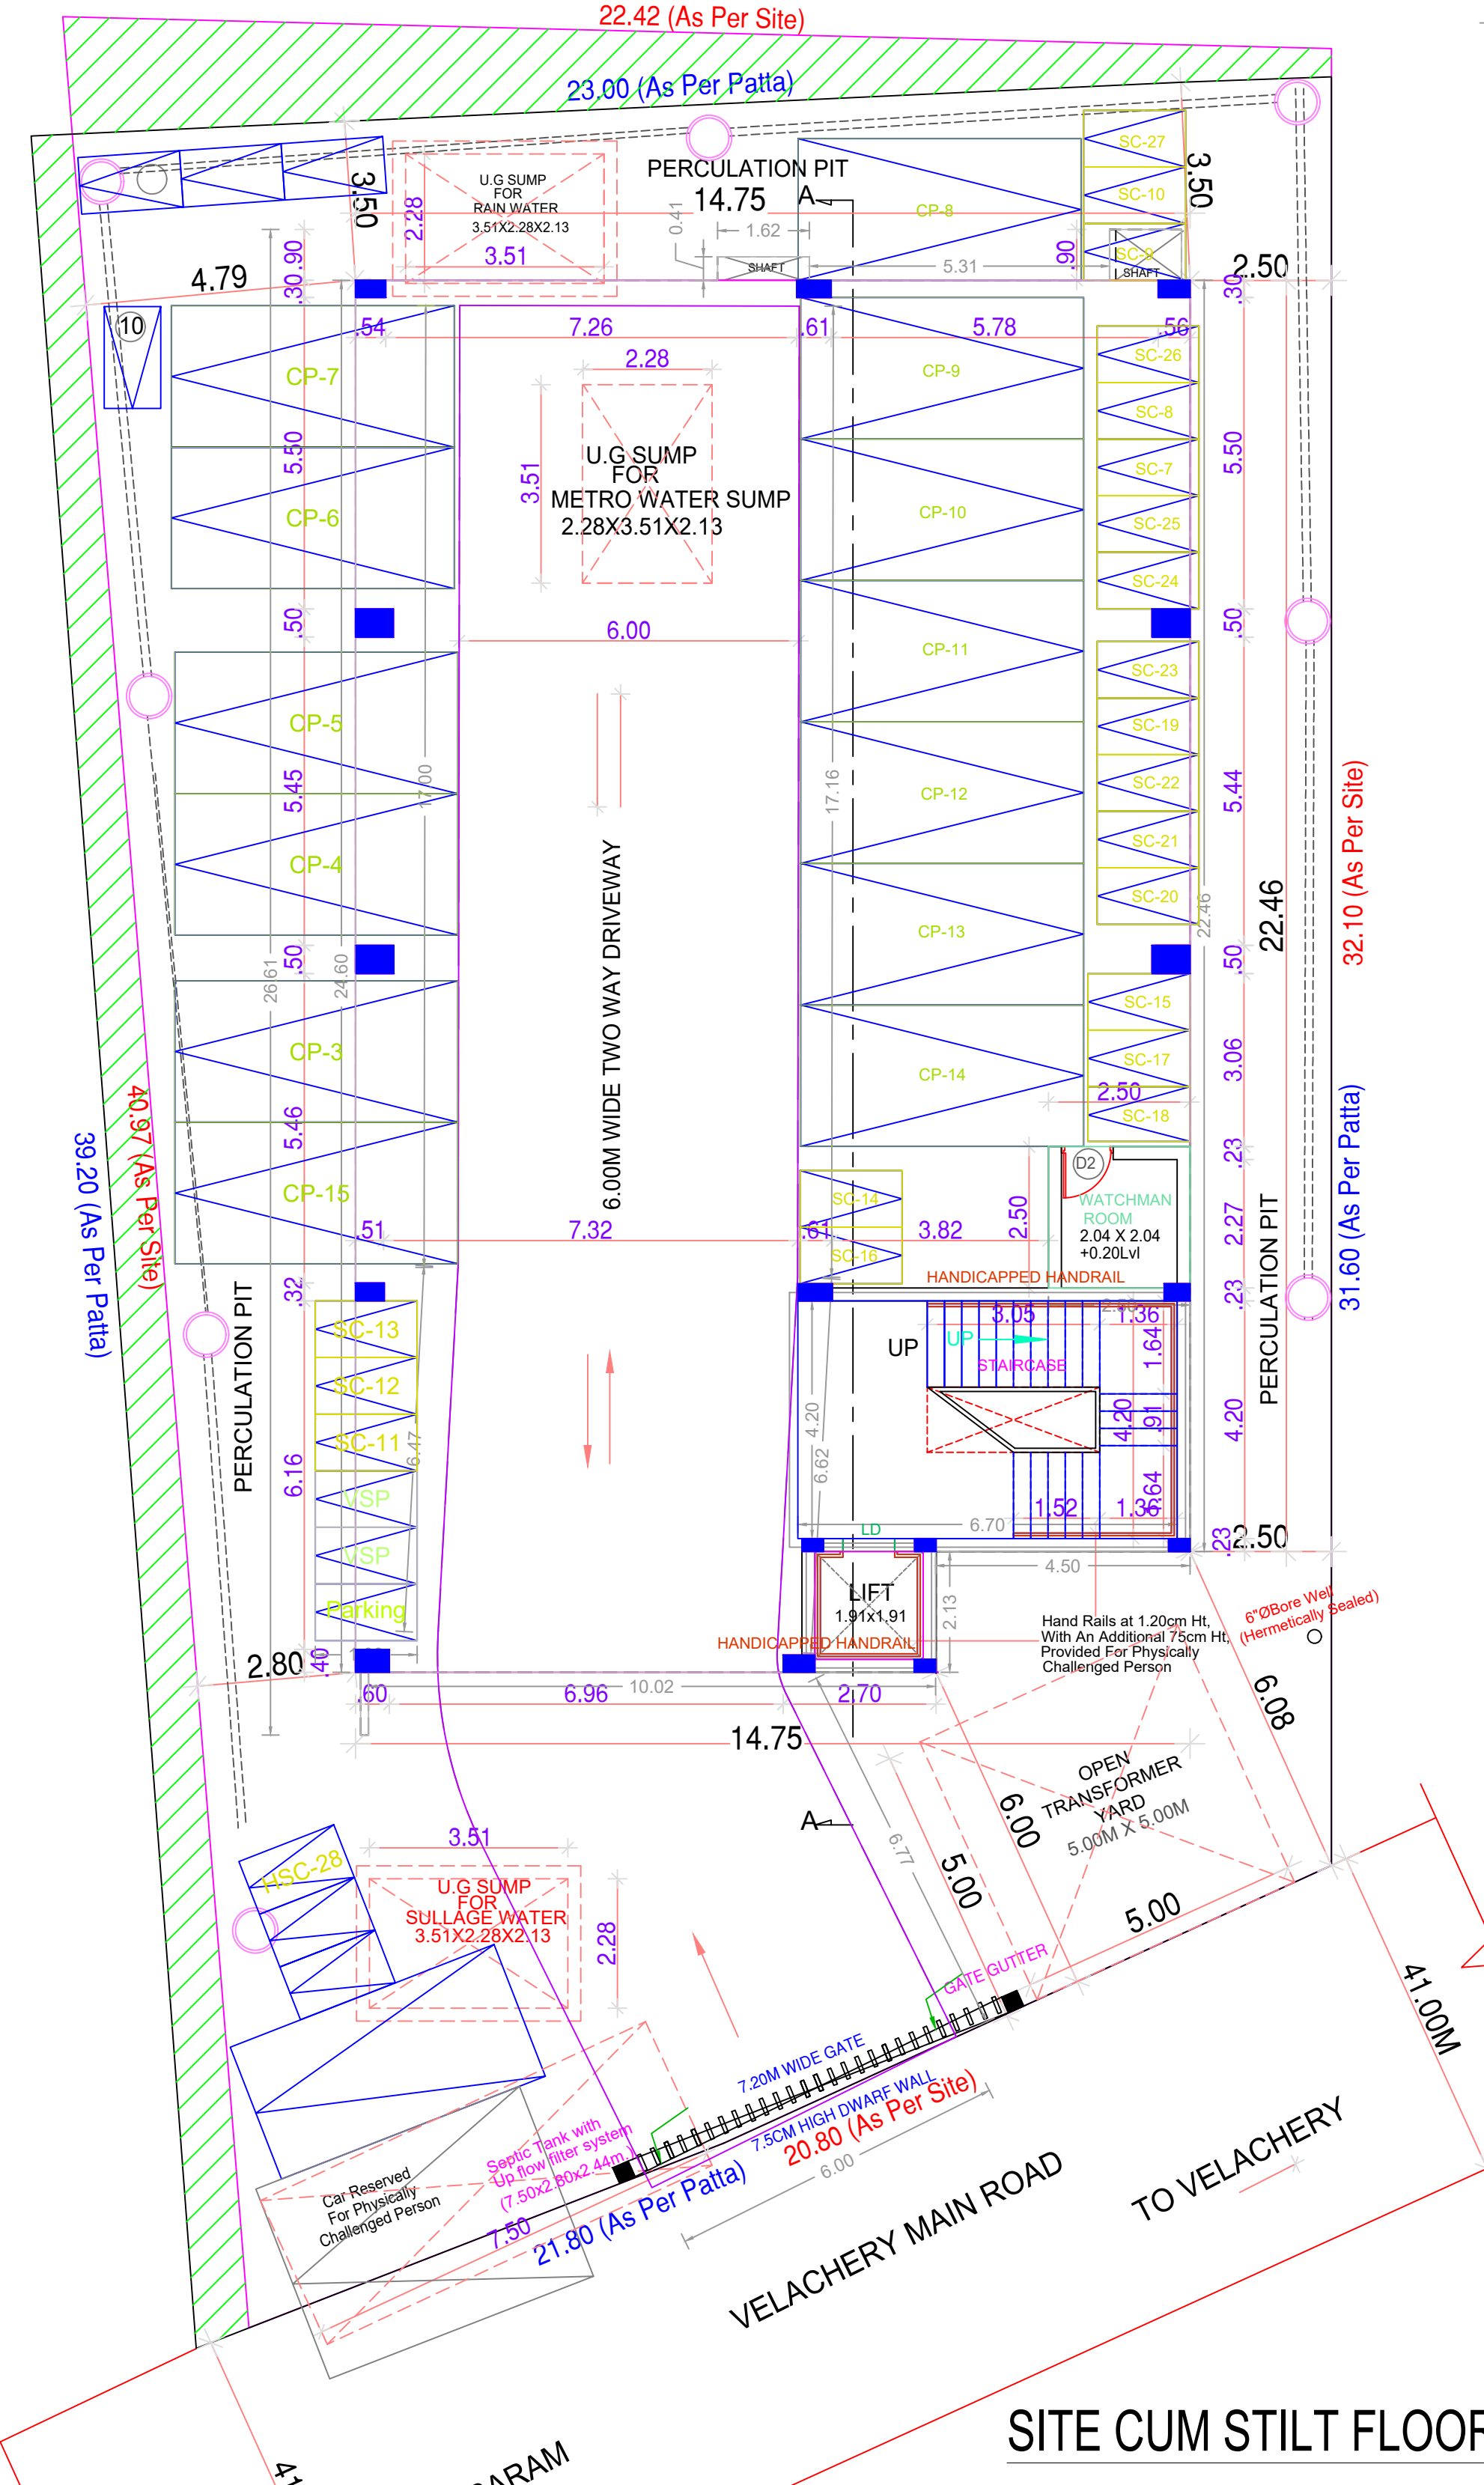 22.42 (As Per Site)
23.00 (As Per Patta)
PERCULATION PIT
14.75
A
3.50
3.50
U.G SUMP
FOR
RAIN WATER
3.51X2.28X2.13
2.28
3.51
0.41
1.62
SHAFT
5.31
CP-8
SC-27
SC-10
SC-9
SHAFT
.90
.90
.30
4.79
2.50
.30
10
.54
7.26
.61
5.78
.56
2.28
3.51
U.G SUMP
FOR
METRO WATER SUMP
2.28X3.51X2.13
CP-7
CP-6
5.50
CP-9
CP-10
SC-26
SC-8
SC-7
SC-25
SC-24
5.50
.50
6.00
.50
CP-5
CP-4
5.45
17.00
CP-11
CP-12
17.16
SC-23
SC-19
SC-22
SC-21
SC-20
5.44
22.46
22.46
32.10 (As Per Site)
.50
26.61
24.60
.50
6.00M WIDE TWO WAY DRIVEWAY
CP-13
CP-14
CP-3
CP-15
5.46
SC-15
SC-17
SC-18
2.50
3.06
.23
40.97 (As Per Site)
39.20 (As Per Patta)
31.60 (As Per Patta)
.51
7.32
.61
3.82
2.50
SC-14
SC-16
D2
WATCHMAN
ROOM
2.04 X 2.04
+0.20Lvl
2.27
PERCULATION PIT
HANDICAPPED HANDRAIL
.32
.23
PERCULATION PIT
SC-13
SC-12
SC-11
VSP
VSP
Parking
6.47
6.16
UP
UP
STAIRCASE
3.05
1.36
1.64
4.20
.91
4.20
4.20
6.62
1.52
1.36
1.64
6.70
LD
.23
2.50
4.50
LIFT
1.91x1.91
2.13
HANDICAPPED HANDRAIL
Hand Rails at 1.20cm Ht,
With An Additional 75cm Ht,
Provided For Physically
Challenged Person
6"ØBore Well
(Hermetically Sealed)
2.80
.40
.60
6.96
10.02
2.70
14.75
A
6.08
OPEN
TRANSFORMER
YARD
5.00M X 5.00M
6.00
5.00
6.77
5.00
3.51
HSC-28
U.G SUMP
FOR
SULLAGE WATER
3.51X2.28X2.13
2.28
GATE GUTTER
7.20M WIDE GATE
7.5CM HIGH DWARF WALL
20.80 (As Per Site)
6.00
41.00M
Septic Tank with
Up flow filter system
(7.50x2.80x2.44m.)
Car Reserved
For Physically
Challenged Person
7.50
21.80 (As Per Patta)
VELACHERY MAIN ROAD
TO VELACHERY
SITE CUM STILT FLOOR